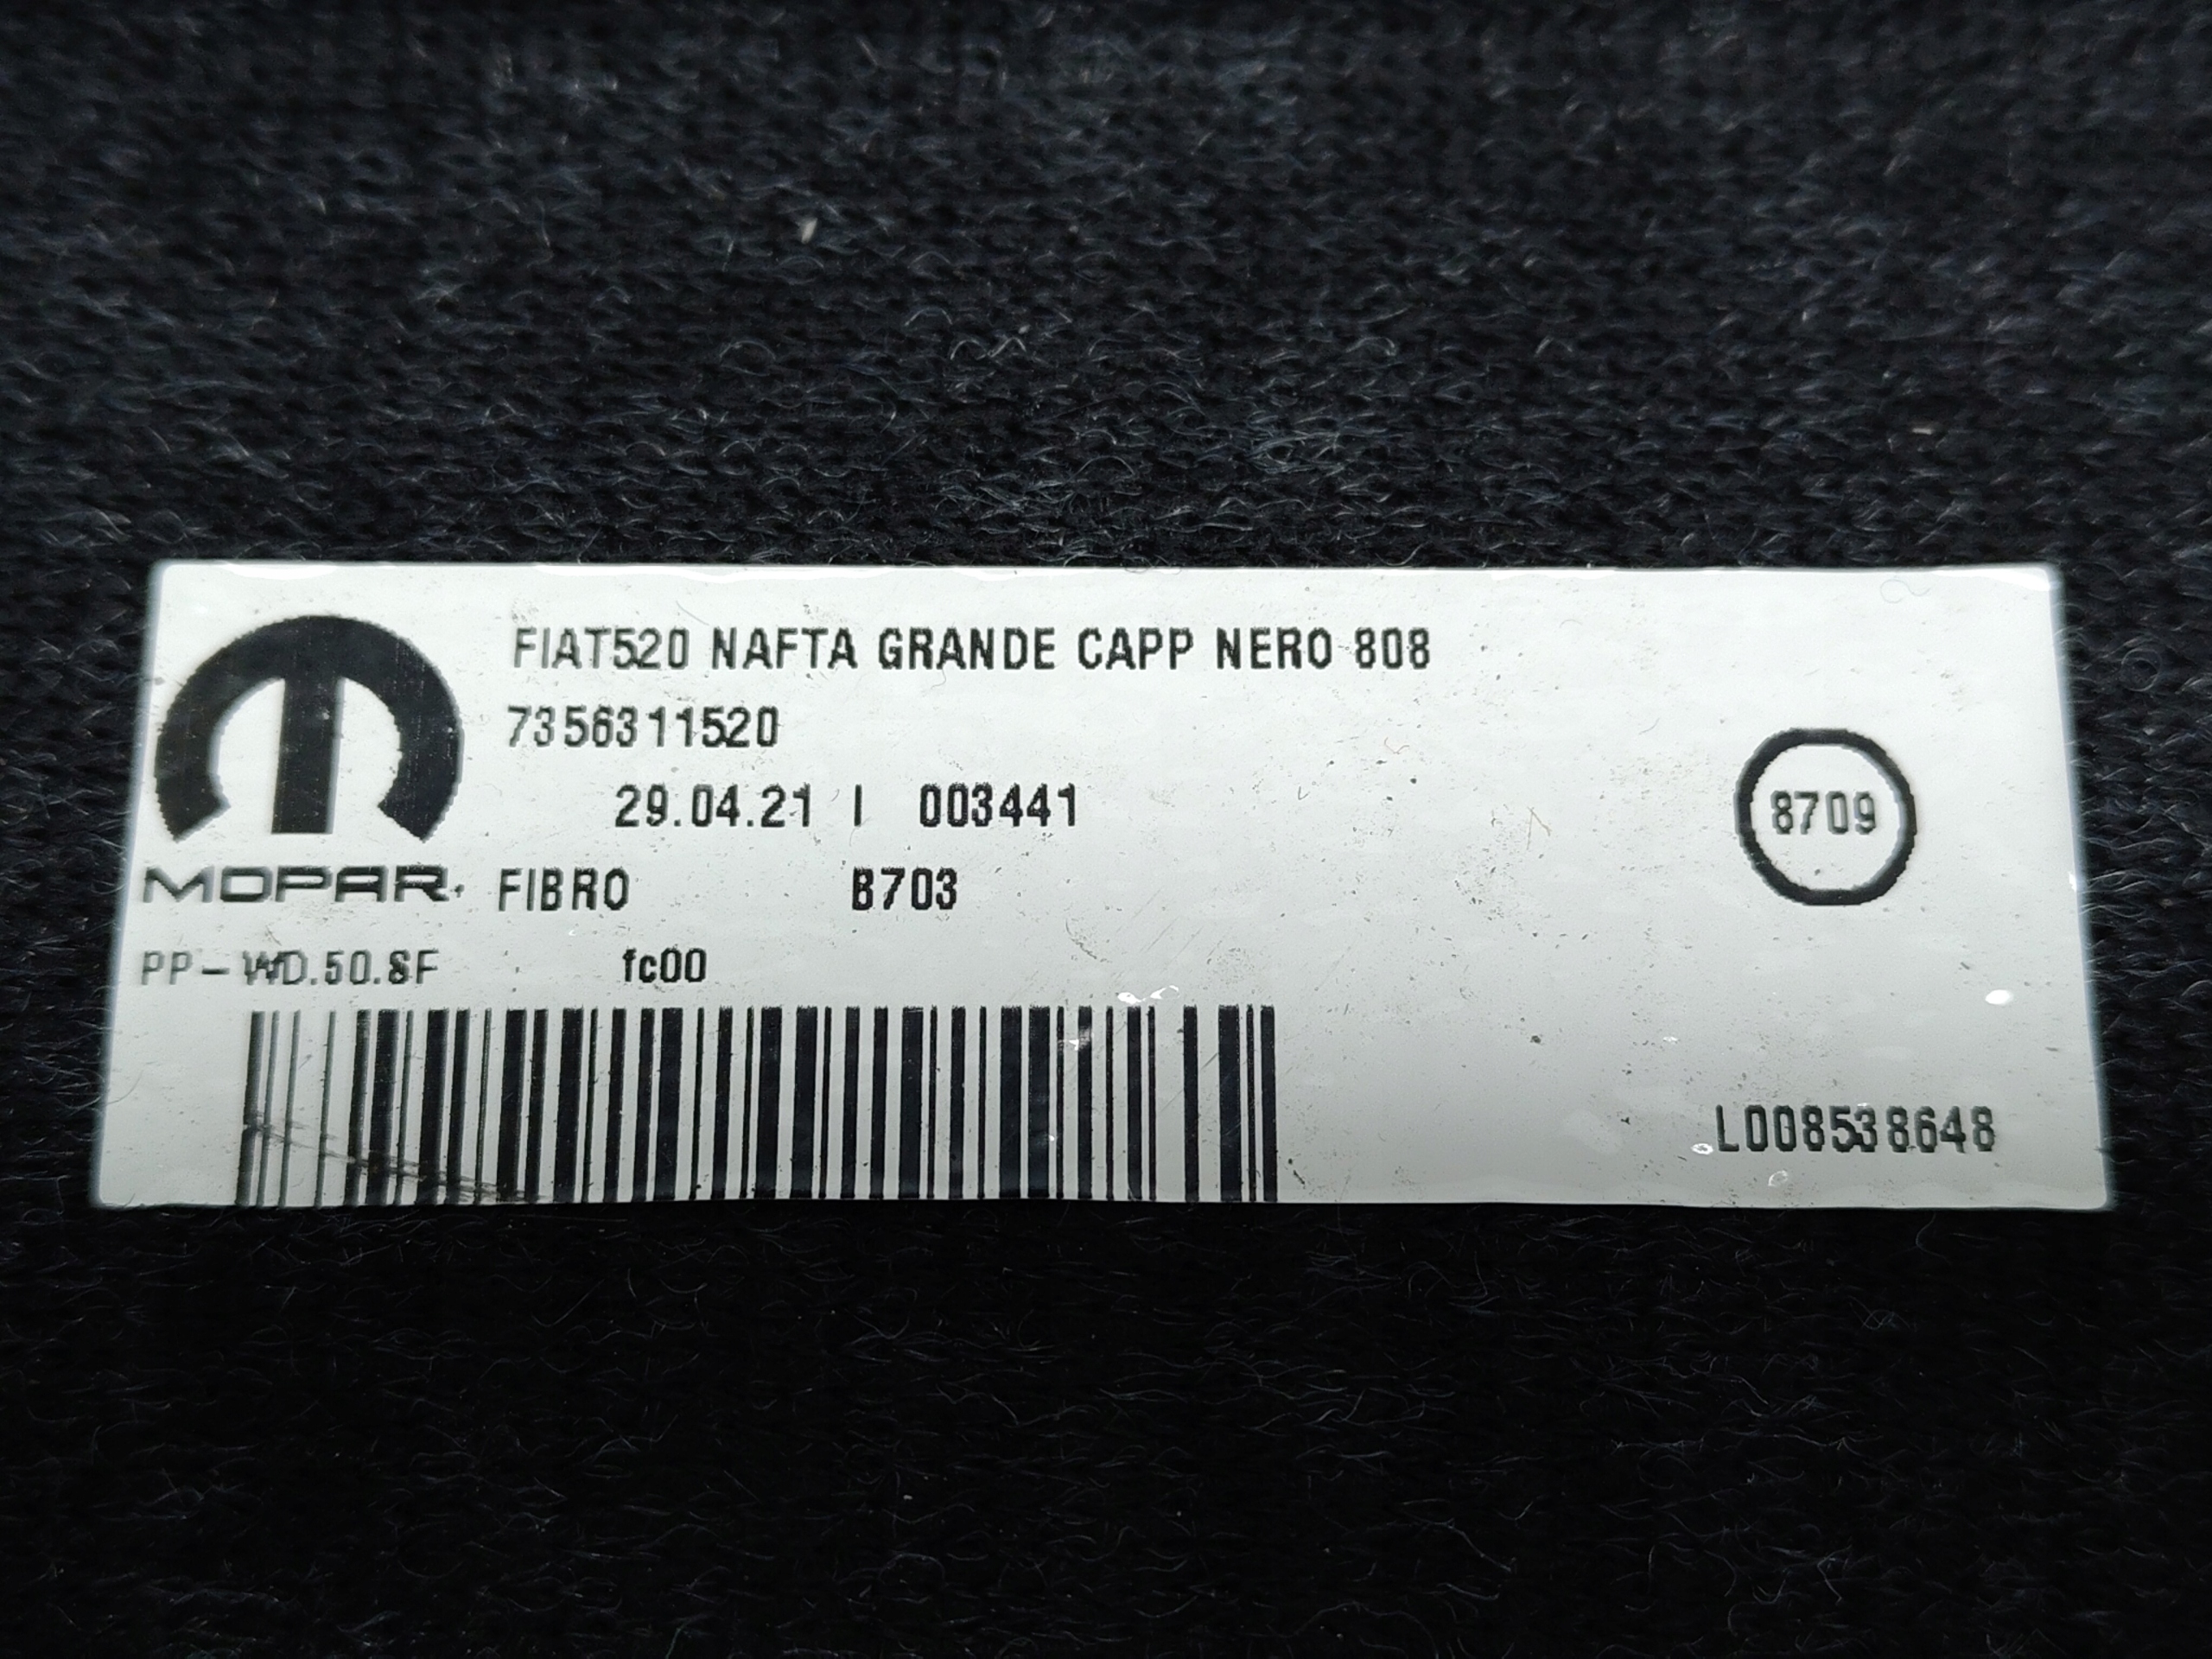 FIAT520 NAFTA GRANDE CAPP NERO 808
7356311520
29.04.21 I 003441
8709
MOPAR. FIBRO B703
PP-WD.50.8F fc00
L008538648